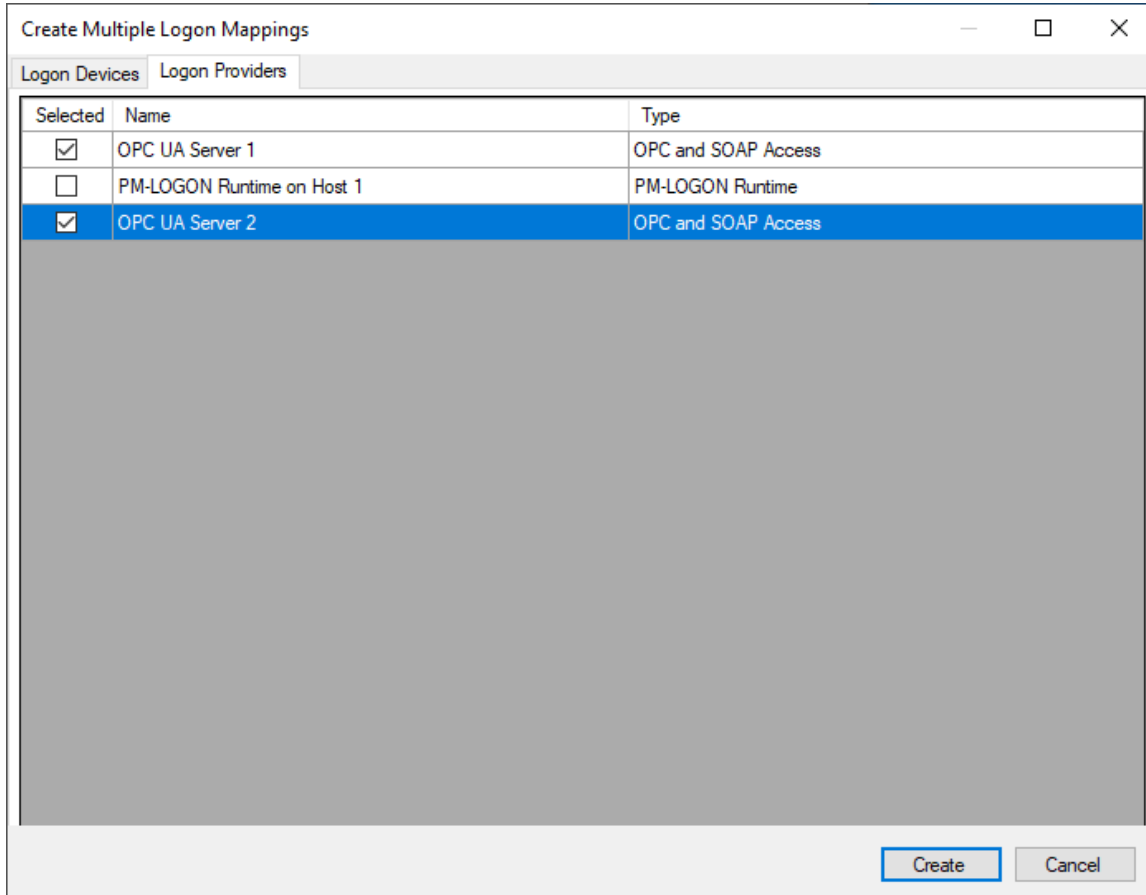 Create Multiple Logon Mappings
Logon Devices Logon Providers
Selected Name Type
OPC UA Server 1 OPC and SOAP Access
PM-LOGON Runtime on Host 1 PM-LOGON Runtime
OPC UA Server 2 OPC and SOAP Access
Create Cancel